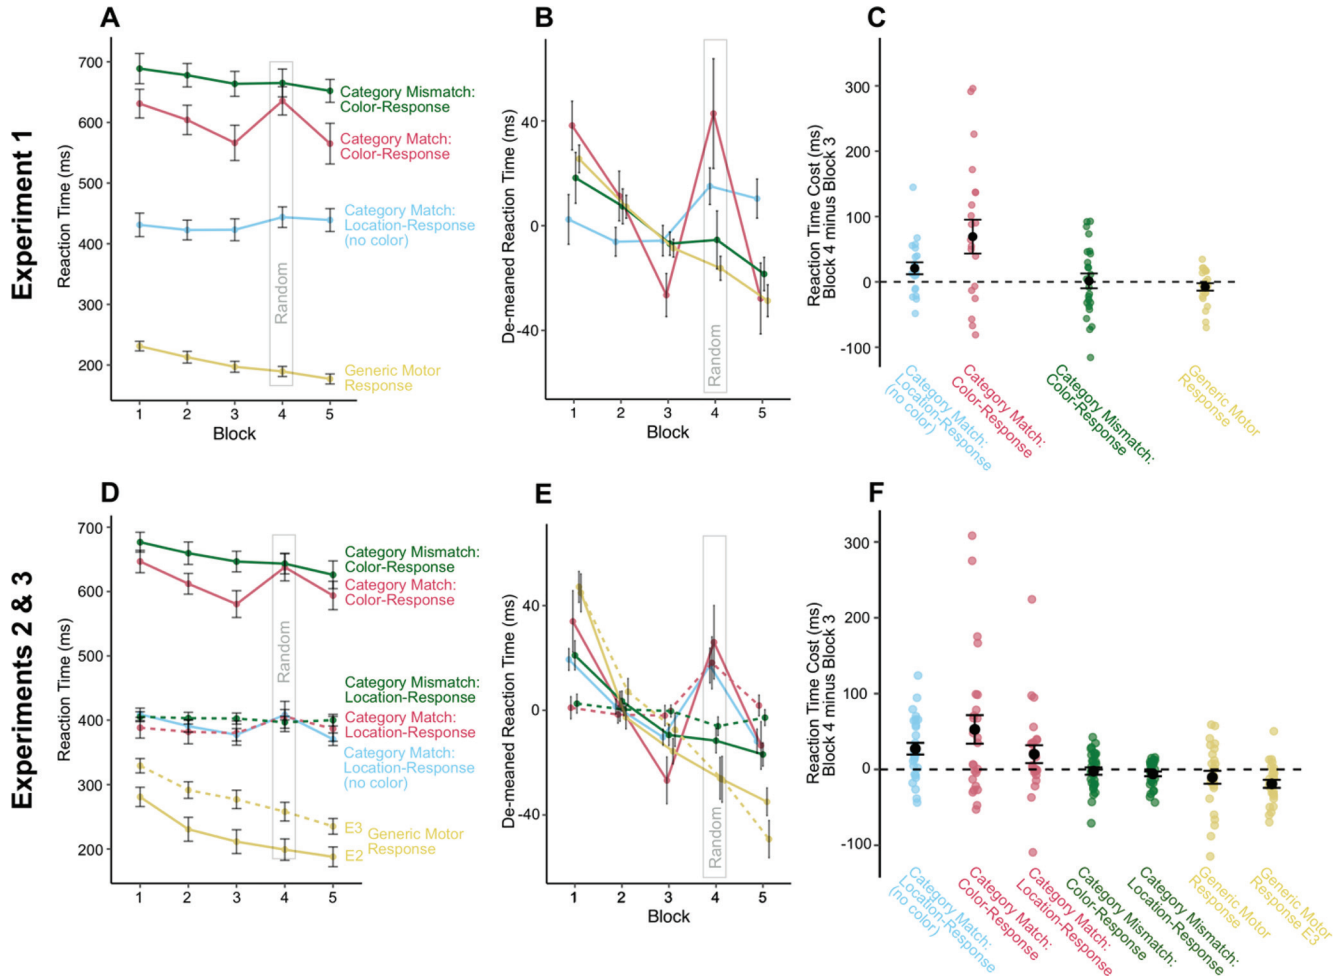 Experiment 1
A
Reaction Time (ms)
700
600
500
400
300
200
Category Mismatch:
Color-Response
Category Match:
Color-Response
Category Match:
Location-Response
(no color)
Generic Motor
Response
Random
1 2 3 4 5
Block
B
De-meaned Reaction Time (ms)
40
0
-40
Random
1 2 3 4 5
Block
C
Reaction Time Cost (ms)
Block 4 minus Block 3
300
200
100
0
-100
Category Match:
Location-Response
(no color)
Category Match:
Color-Response
Category Mismatch:
Color-Response
Generic Motor
Response
Experiments 2 & 3
D
Reaction Time (ms)
700
600
500
400
300
200
Category Mismatch:
Color-Response
Category Match:
Color-Response
Category Mismatch:
Location-Response
Category Match:
Location-Response
Category Match:
Location-Response
(no color)
E3
Generic Motor
Response
E2
Random
1 2 3 4 5
Block
E
De-meaned Reaction Time (ms)
40
0
-40
Random
1 2 3 4 5
Block
F
Reaction Time Cost (ms)
Block 4 minus Block 3
300
200
100
0
-100
Category Match:
Location-Response
(no color)
Category Match:
Color-Response
Category Match:
Location-Response
Category Mismatch:
Color-Response
Category Mismatch:
Location-Response
Generic Motor
Response
Generic Motor
Response E3